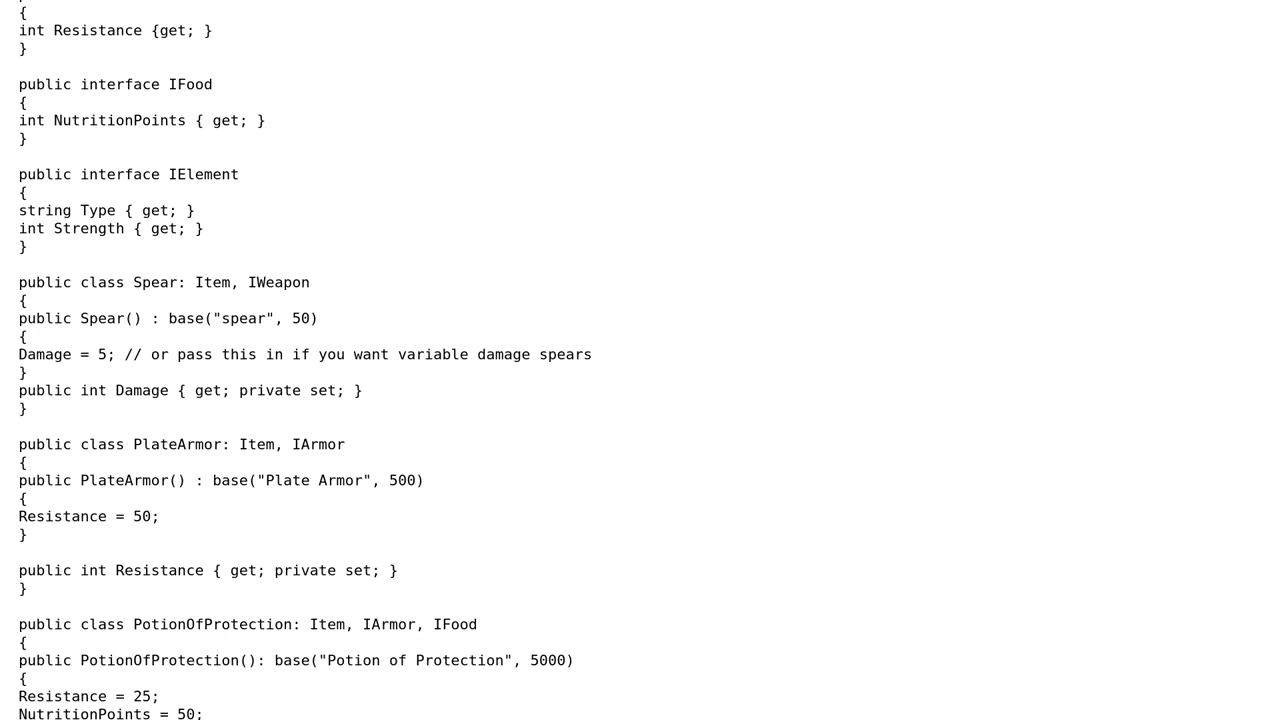 {
int Resistance {get; }
}
public interface IFood
{
int NutritionPoints { get; }
}
public interface IElement
{
string Type { get; }
int Strength { get; }
}
public class Spear: Item, IWeapon
{
public Spear() : base("spear", 50)
{
Damage = 5; // or pass this in if you want variable damage spears
}
public int Damage { get; private set; }
}
public class PlateArmor: Item, IArmor
{
public PlateArmor() : base("Plate Armor", 500)
{
Resistance = 50;
}
public int Resistance { get; private set; }
}
public class PotionOfProtection: Item, IArmor, IFood
{
public PotionOfProtection(): base("Potion of Protection", 5000)
{
Resistance = 25;
NutritionPoints = 50;